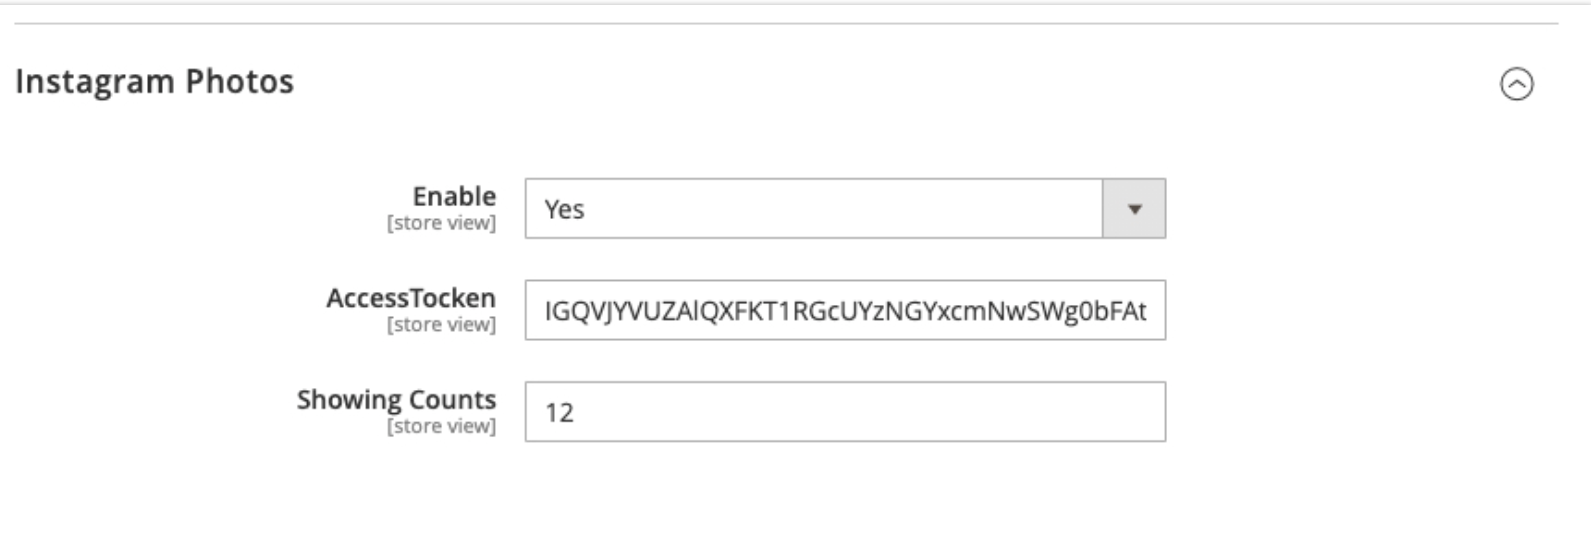 Instagram Photos
Enable
[store view]
Yes
AccessTocken
[store view]
IGQVJYVUZAlQXFKT1RGcUYzNGYxcmNwSWg0bFAt
Showing Counts
[store view]
12